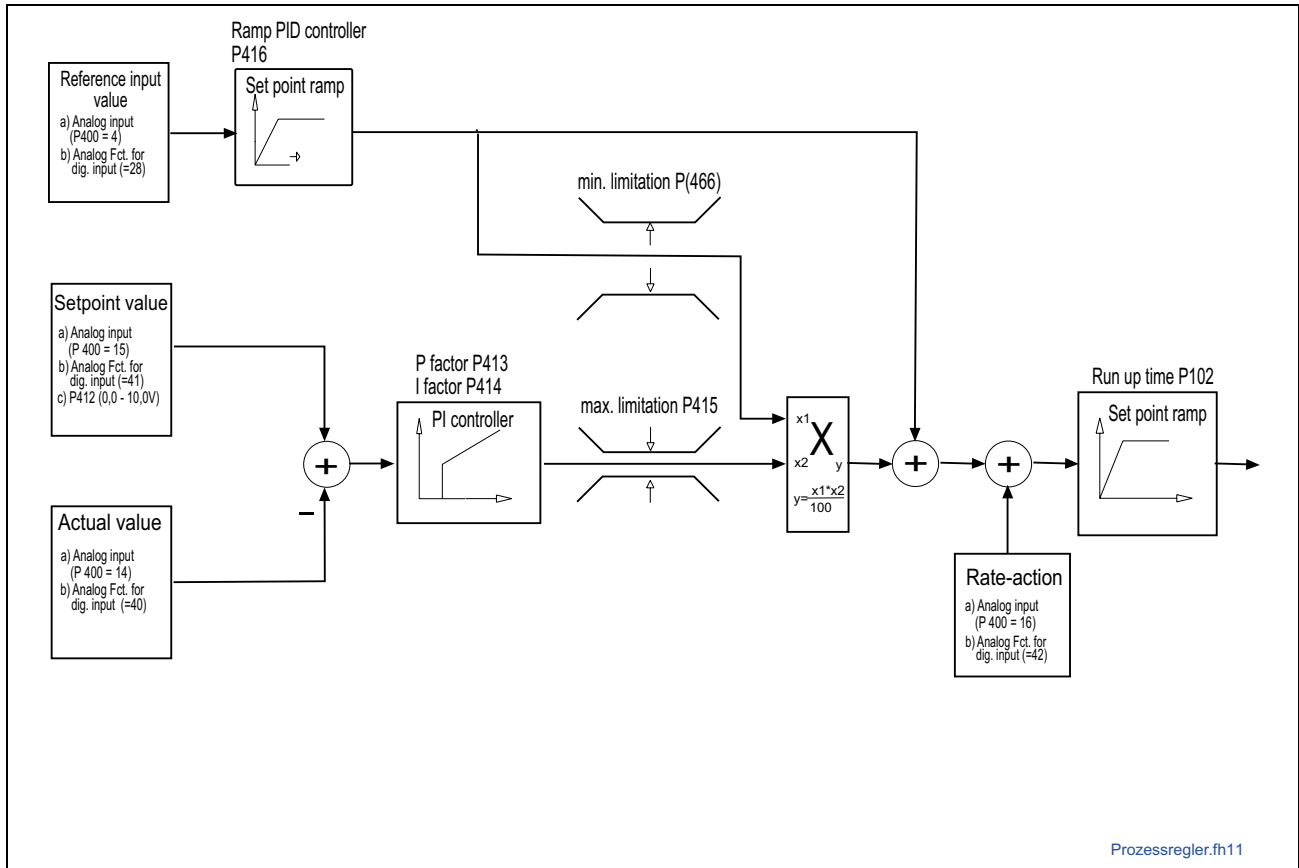 Ramp PID controller
P416
Reference input
value
a) Analog input
(P400 = 4)
b) Analog Fct. for
dig. input (=28)
Set point ramp
min. limitation P(466)
Setpoint value
a) Analog input
(P 400 = 15)
b) Analog Fct. for
dig. input (=41)
c) P412 (0,0 - 10,0V)
P factor P413
I factor P414
PI controller
max. limitation P415
x1
X
x2
y
y=x1*x2
100
+
+
+
Run up time P102
Set point ramp
–
Actual value
a) Analog input
(P 400 = 14)
b) Analog Fct. for
dig. input (=40)
Rate-action
a) Analog input
(P 400 = 16)
b) Analog Fct. for
dig. input (=42)
Prozessregler.fh11